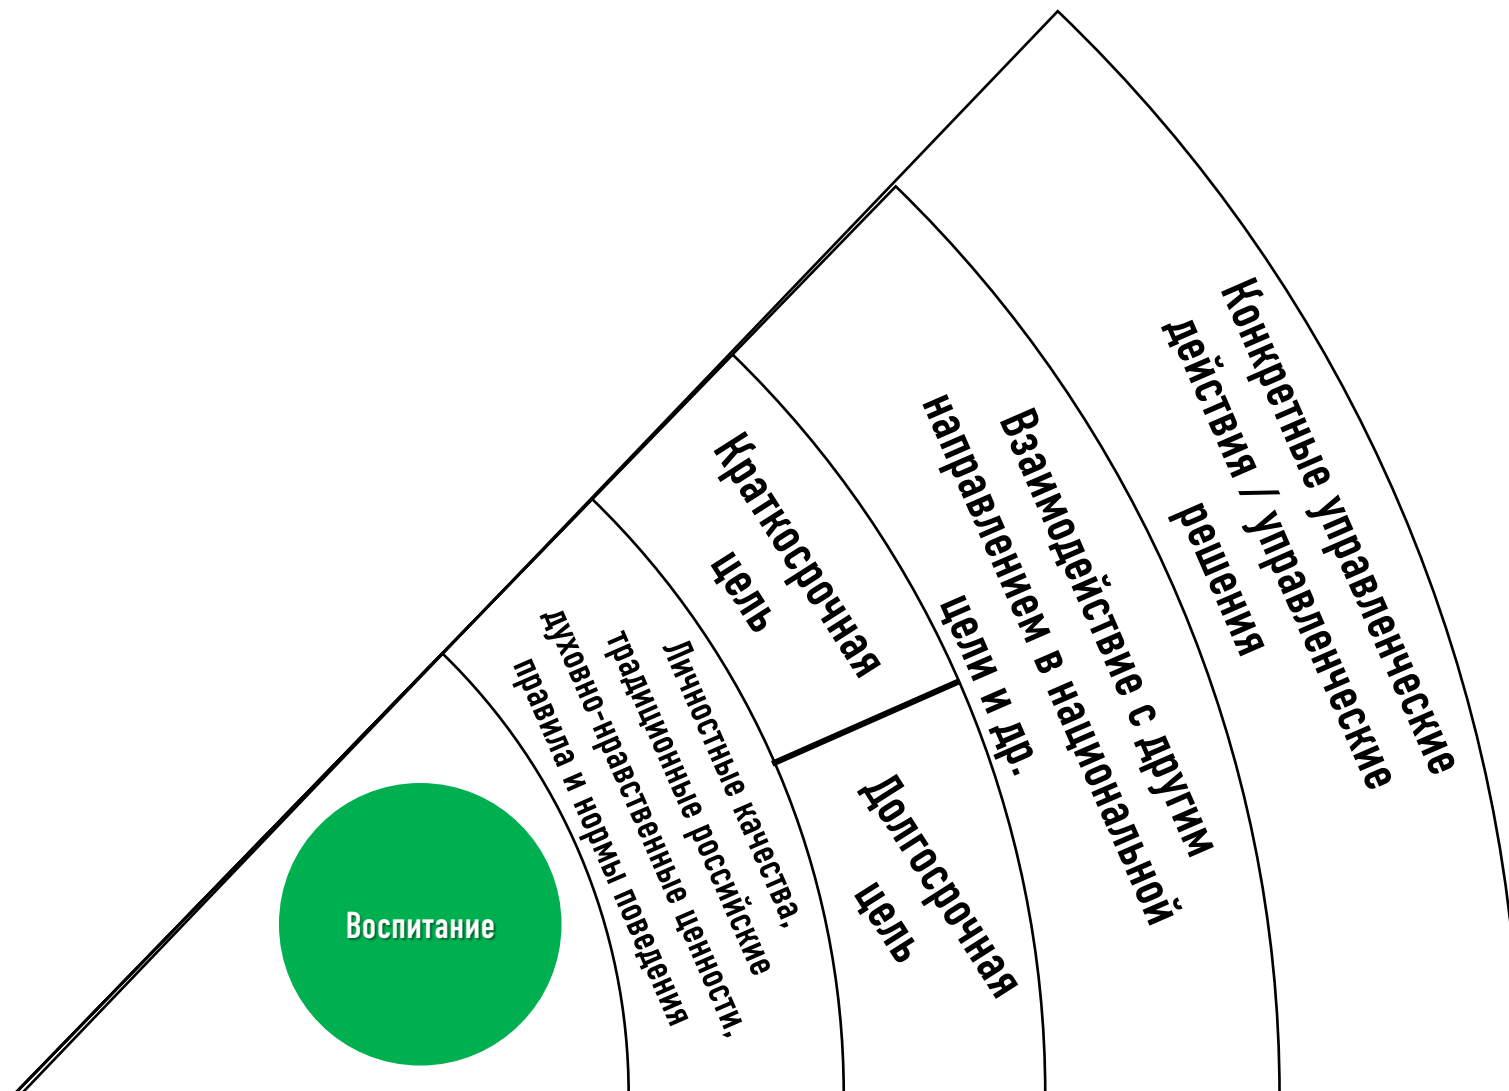 Воспитание
Личностные качества,
традиционные российские
духовно-нравственные ценности,
правила и нормы поведения
Краткосрочная
цель
Долгосрочная
цель
Взаимодействие с другим
направлением в национальной
цели и др.
Конкретные управленческие
действия / управленческие
решения